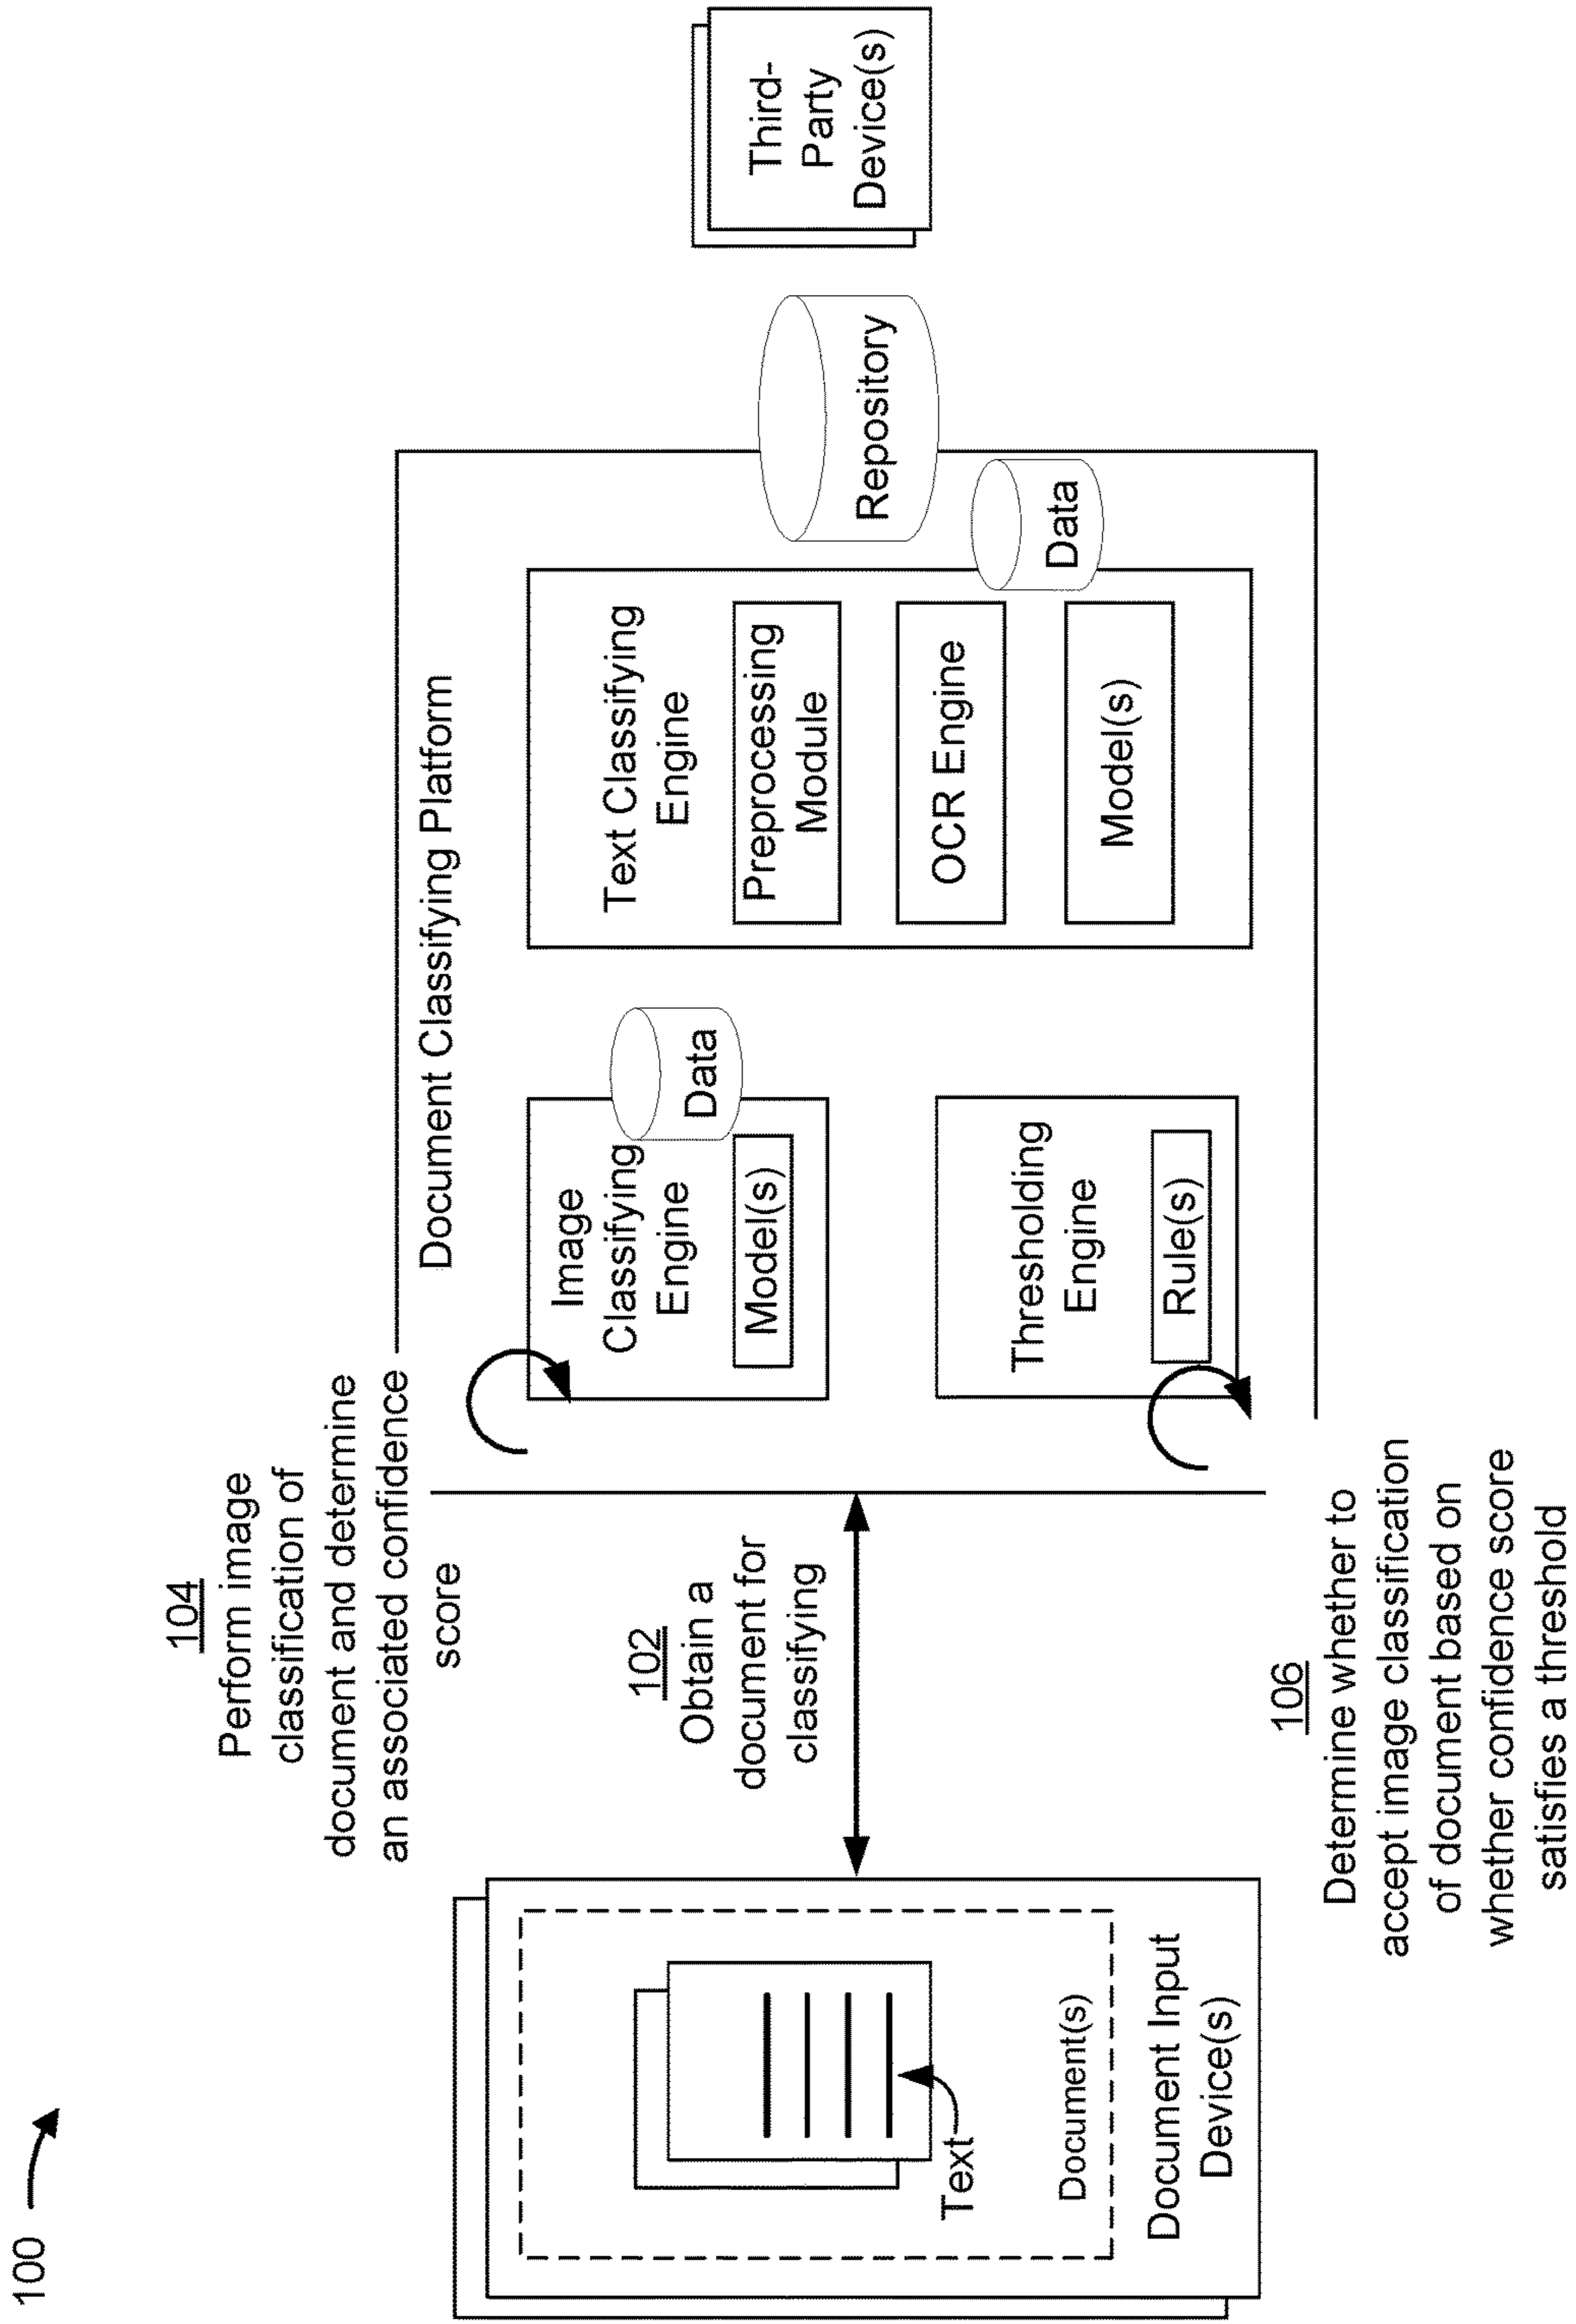 100
104
Perform image
classification of
document and determine
an associated confidence
score
102
Obtain a
document for
classifying
Text
Document(s)
Document Input
Device(s)
106
Determine whether to
accept image classification
of document based on
whether confidence score
satisfies a threshold
Document Classifying Platform
Image
Classifying
Engine
Model(s)
Data
Thresholding
Engine
Rule(s)
Text Classifying
Engine
Preprocessing
Module
OCR Engine
Model(s)
Data
Repository
Third-
Party
Device(s)